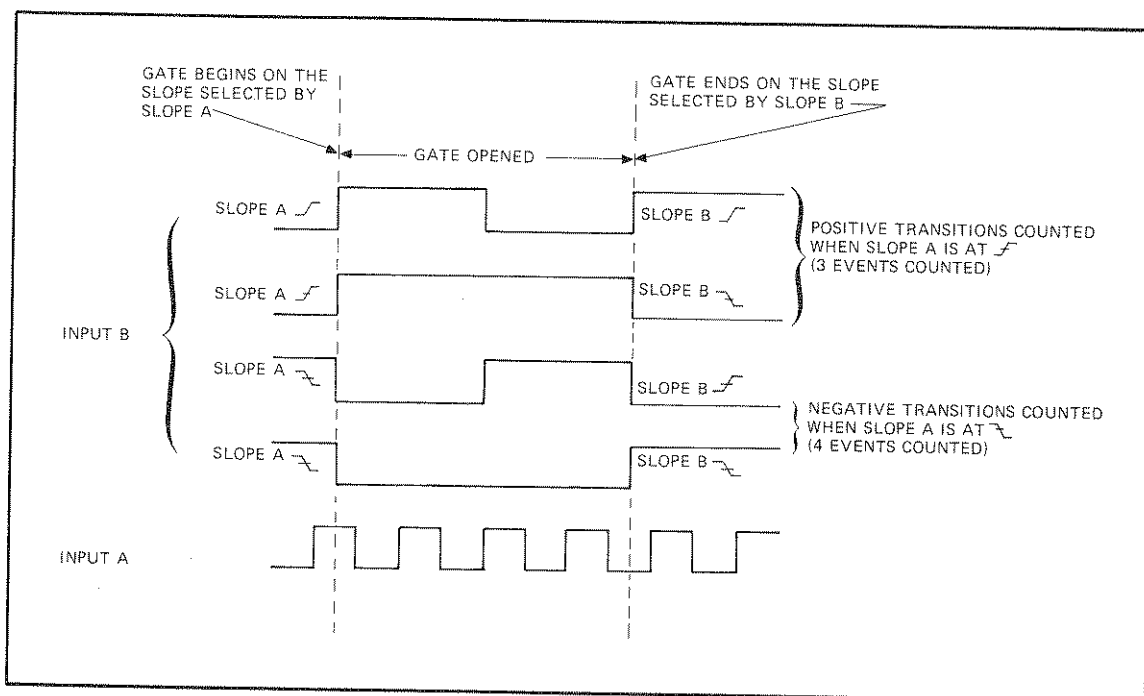 GATE BEGINS ON THE
SLOPE SELECTED BY
SLOPE A
GATE ENDS ON THE SLOPE
SELECTED BY SLOPE B
GATE OPENED
SLOPE A
SLOPE B
POSITIVE TRANSITIONS COUNTED
WHEN SLOPE A IS AT
(3 EVENTS COUNTED)
SLOPE A
SLOPE B
INPUT B
SLOPE A
SLOPE B
NEGATIVE TRANSITIONS COUNTED
WHEN SLOPE A IS AT
(4 EVENTS COUNTED)
SLOPE A
SLOPE B
INPUT A